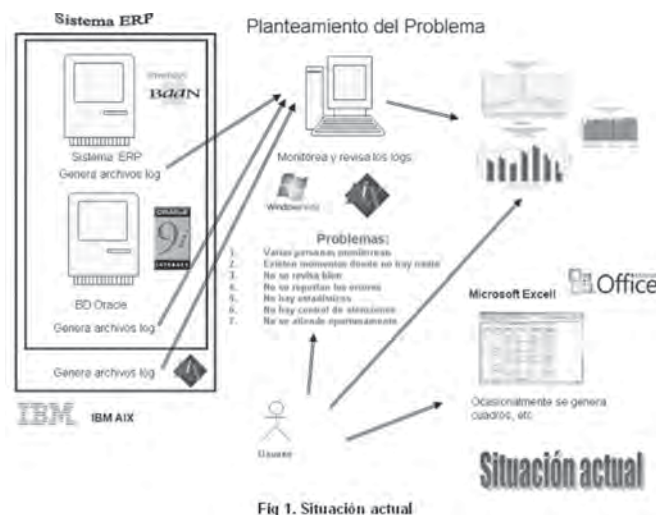 Sistema ERP
Planteamiento del Problema
BaaN
Sistema ERP
Genera archivos log
ORACLE
9i
BD Oracle
Genera archivos log
Genera archivos log
IBM
IBM AIX
Monitorea y revisa los logs
Problemas:
1. Varias personas monitorean
2. Existen momentos donde no hay nadie
3. No se revisa bien
4. No se reportan los errores
5. No hay estadísticas
6. No hay control de atenciones
7. No se atiende oportunamente
Usuario
Office
Microsoft Excell
Ocasionalmente se genera
cuadros, etc
Situación actual
Fig 1. Situación actual